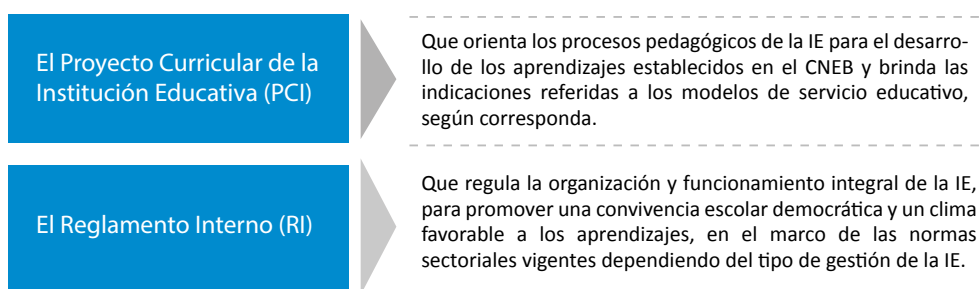 El Proyecto Curricular de la
Institución Educativa (PCI)
Que orienta los procesos pedagógicos de la IE para el desarro-
llo de los aprendizajes establecidos en el CNEB y brinda las
indicaciones referidas a los modelos de servicio educativo,
según corresponda.
El Reglamento Interno (RI)
Que regula la organización y funcionamiento integral de la IE,
para promover una convivencia escolar democrática y un clima
favorable a los aprendizajes, en el marco de las normas
sectoriales vigentes dependiendo del tipo de gestión de la IE.